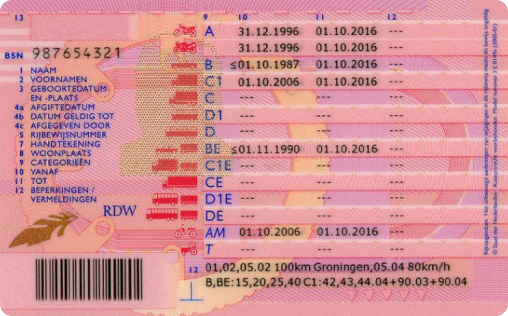 13
9 10 11 12
A 31.12.1996 01.10.2016 ---
31.12.1996 01.10.2016 ---
BSN 987654321
B ≤01.10.1987 01.10.2016 ---
1 NAAM
2 VOORNAMEN
3 GEBOORTEDATUM
EN -PLAATS
4a AFGIFTEDATUM
4b DATUM GELDIG TOT
4c AFGEGEVEN DOOR
5 RIJBEWIJSNUMMER
7 HANDTEKENING
8 WOONPLAATS
9 CATEGORIEËN
10 VANAF
11 TOT
12 BEPERKINGEN /
VERMELDINGEN
C1 01.10.2006 01.10.2016 ---
C --- --- ---
D1 --- --- ---
D --- --- ---
BE ≤01.11.1990 01.10.2016 ---
C1E --- --- ---
CE --- --- ---
D1E --- --- ---
DE --- --- ---
AM 01.10.2006 01.10.2016 ---
T --- --- ---
RDW
12 01,02,05.02 100km Groningen,05.04 80km/h
B,BE:15,20,25,40 C1:42,43,44.04+90.03+90.04